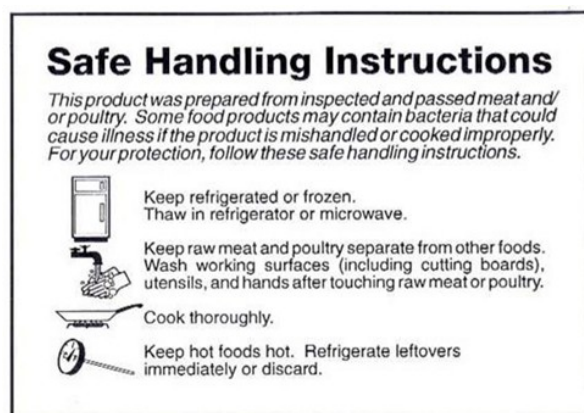 Safe Handling Instructions
This product was prepared from inspected and passed meat and/
or poultry. Some food products may contain bacteria that could
cause illness if the product is mishandled or cooked improperly.
For your protection, follow these safe handling instructions.
Keep refrigerated or frozen.
Thaw in refrigerator or microwave.
Keep raw meat and poultry separate from other foods.
Wash working surfaces (including cutting boards),
utensils, and hands after touching raw meat or poultry.
Cook thoroughly.
Keep hot foods hot. Refrigerate leftovers
immediately or discard.